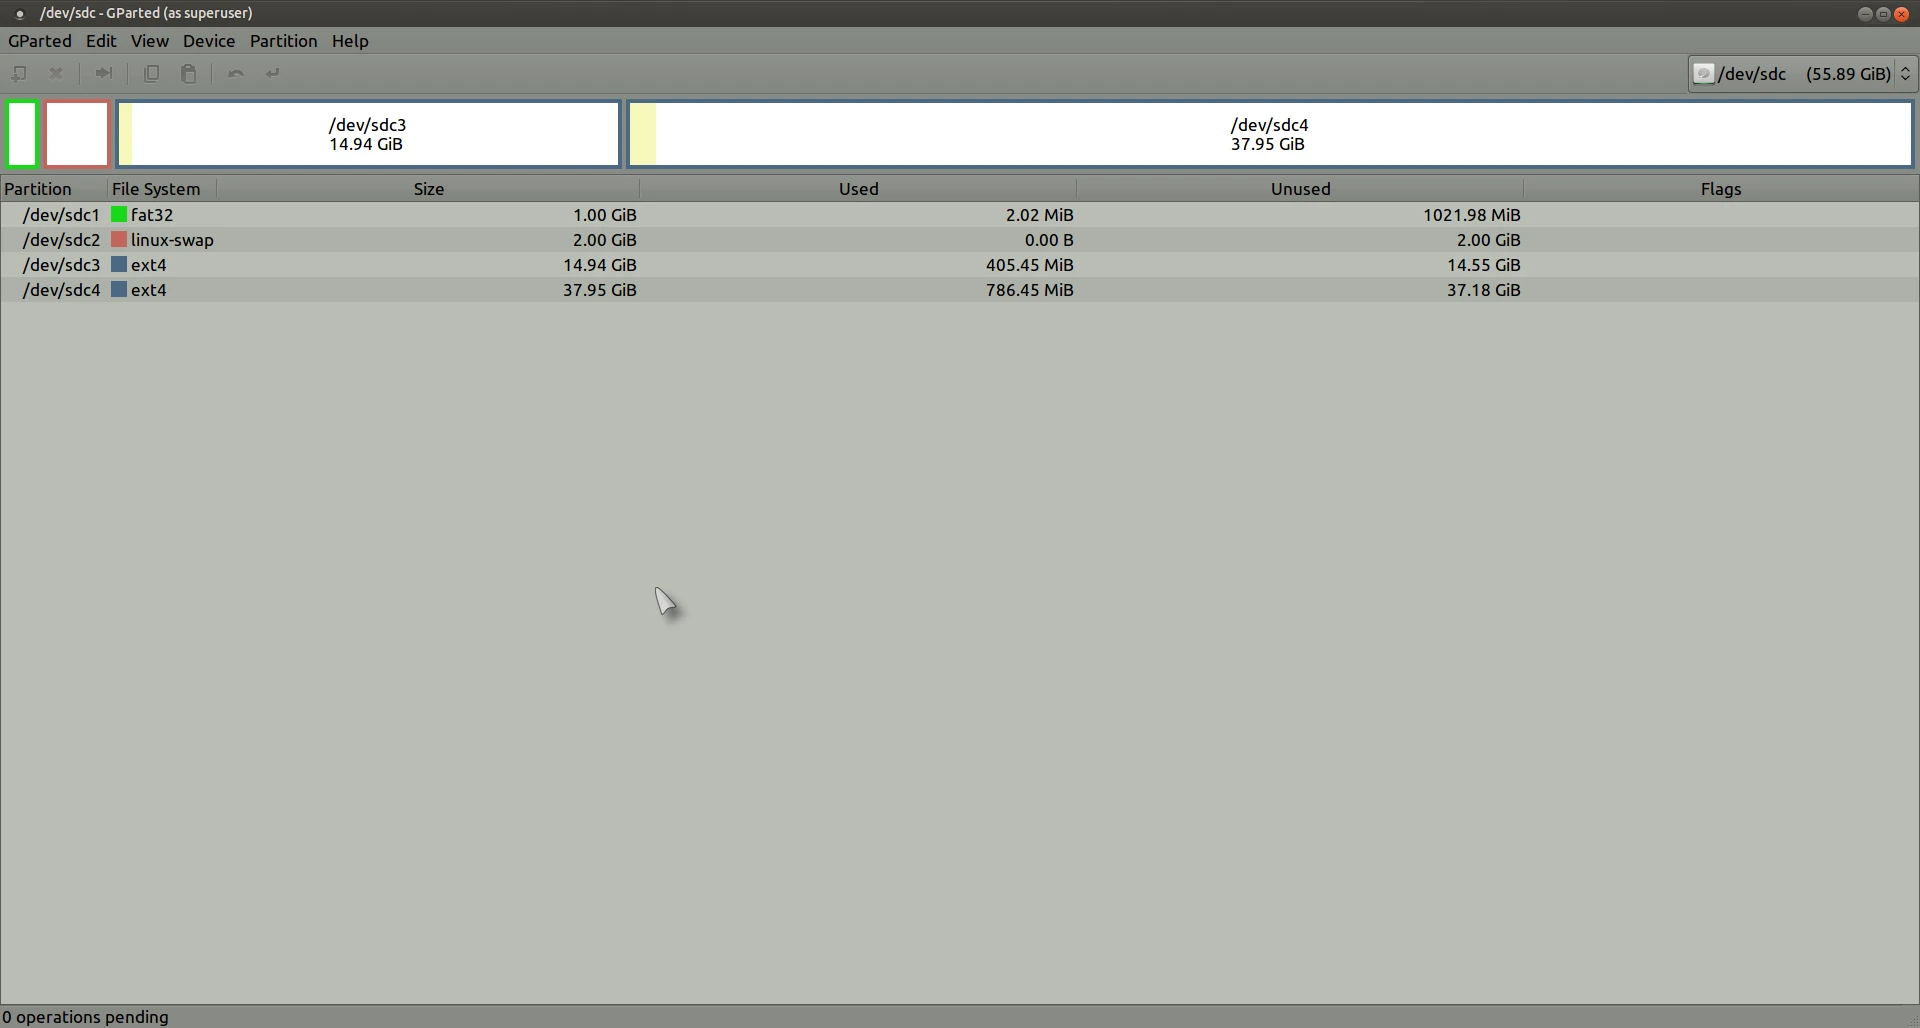 /dev/sdc - GParted (as superuser)
GParted Edit View Device Partition Help
/dev/sdc (55.89 GiB)
/dev/sdc3
14.94 GiB
/dev/sdc4
37.95 GiB
Partition File System Size Used Unused Flags
/dev/sdc1 fat32 1.00 GiB 2.02 MiB 1021.98 MiB
/dev/sdc2 linux-swap 2.00 GiB 0.00 B 2.00 GiB
/dev/sdc3 ext4 14.94 GiB 405.45 MiB 14.55 GiB
/dev/sdc4 ext4 37.95 GiB 786.45 MiB 37.18 GiB
0 operations pending